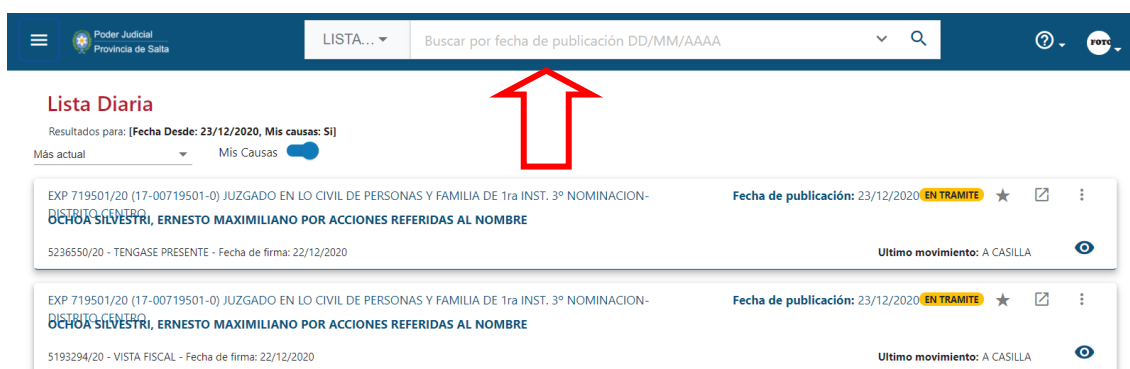 Poder Judicial
Provincia de Salta
LISTA... Buscar por fecha de publicación DD/MM/AAAA
FOTO
Lista Diaria
Resultados para: [Fecha Desde: 23/12/2020, Mis causas: Si]
Más actual Mis Causas
EXP 719501/20 (17-00719501-0) JUZGADO EN LO CIVIL DE PERSONAS Y FAMILIA DE 1ra INST. 3º NOMINACION- Fecha de publicación: 23/12/2020 EN TRAMITE
DISTRITO CENTRO
OCHOA SILVESTRI, ERNESTO MAXIMILIANO POR ACCIONES REFERIDAS AL NOMBRE
5236550/20 - TENGASE PRESENTE - Fecha de firma: 22/12/2020 Ultimo movimiento: A CASILLA
EXP 719501/20 (17-00719501-0) JUZGADO EN LO CIVIL DE PERSONAS Y FAMILIA DE 1ra INST. 3º NOMINACION- Fecha de publicación: 23/12/2020 EN TRAMITE
DISTRITO CENTRO
OCHOA SILVESTRI, ERNESTO MAXIMILIANO POR ACCIONES REFERIDAS AL NOMBRE
5193294/20 - VISTA FISCAL - Fecha de firma: 22/12/2020 Ultimo movimiento: A CASILLA